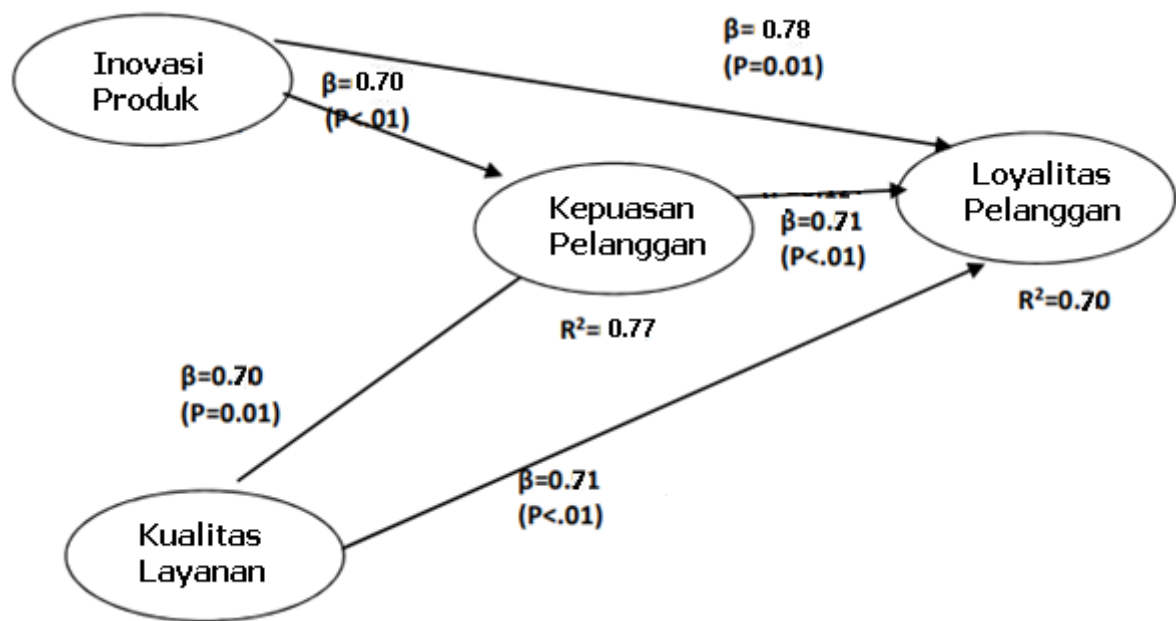 Inovasi
Produk
β= 0.70
(P<.01)
β= 0.78
(P=0.01)
Kepuasan
Pelanggan
R²= 0.77
β=0.71
(P<.01)
Loyalitas
Pelanggan
R²=0.70
β=0.70
(P=0.01)
β=0.71
(P<.01)
Kualitas
Layanan